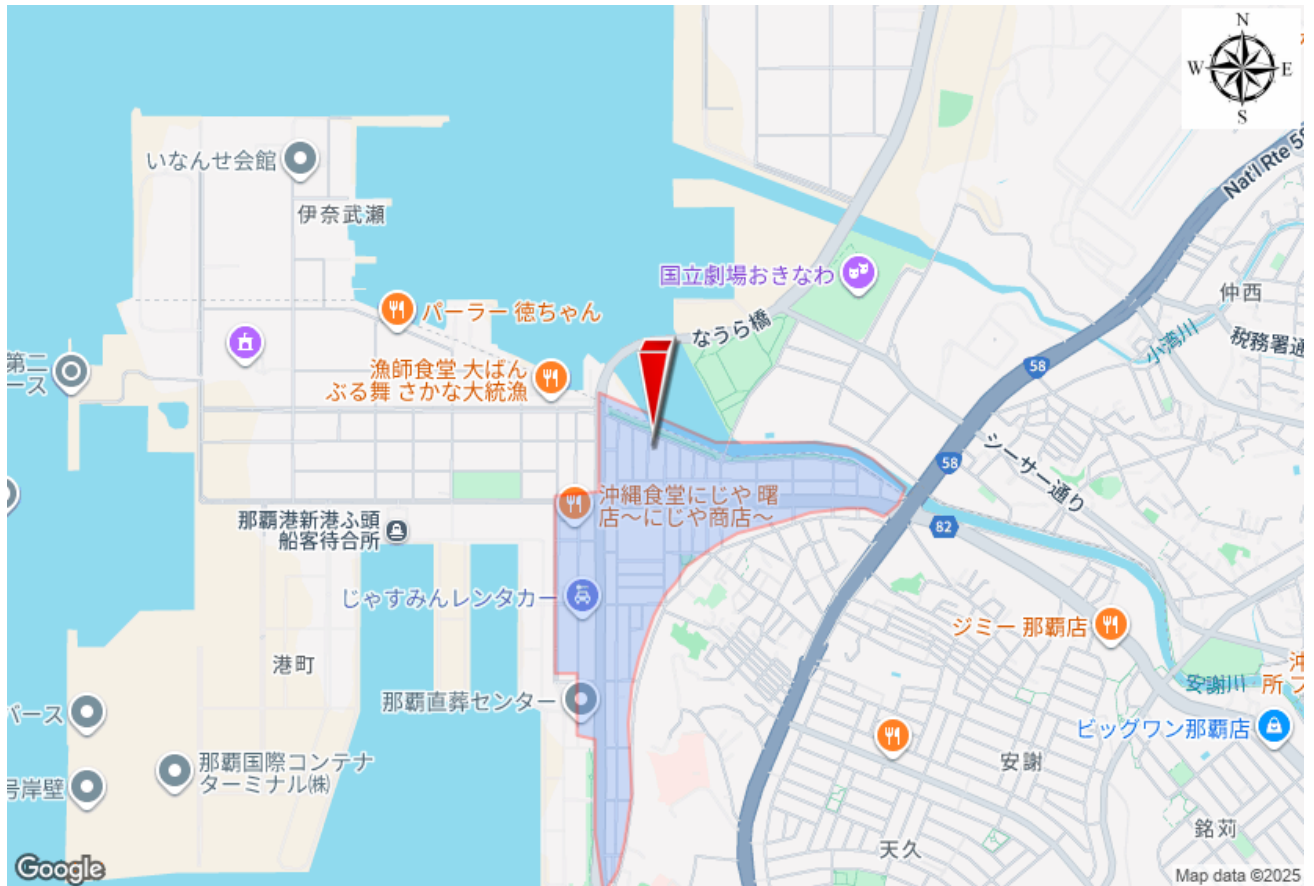 N
W
E
S
Nat'l Rte 58
いなんせ会館
伊奈武瀬
国立劇場おきなわ
仲西
パーラー 徳ちゃん
なうら橋
小湾川
税務署通
第二
ース
漁師食堂 大ばん
ぶる舞 さかな大統漁
58
シーサー通り
58
沖縄食堂にじや 曙
店〜にじや商店〜
那覇港新港ふ頭
船客待合所
82
じゃすみんレンタカー
ジミー 那覇店
港町
沖
安謝川
所 フ
那覇直葬センター
バース
ビッグワン那覇店
安謝
那覇国際コンテナ
ターミナル㈱
号岸壁
銘苅
天久
Google
Map data ©2025